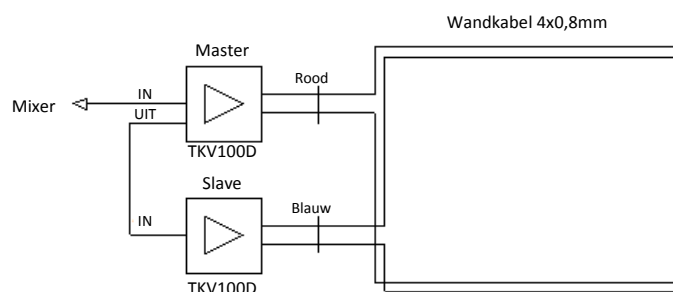 Wandkabel 4x0,8mm
Master
Rood
IN
Mixer
UIT
TKV100D
Slave
Blauw
IN
TKV100D